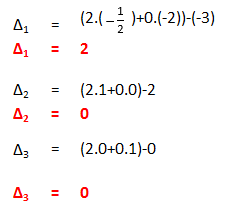 Δ₁ = (2.(−1/2)+0.(-2))-(-3)
Δ₁ = 2
Δ₂ = (2.1+0.0)-2
Δ₂ = 0
Δ₃ = (2.0+0.1)-0
Δ₃ = 0